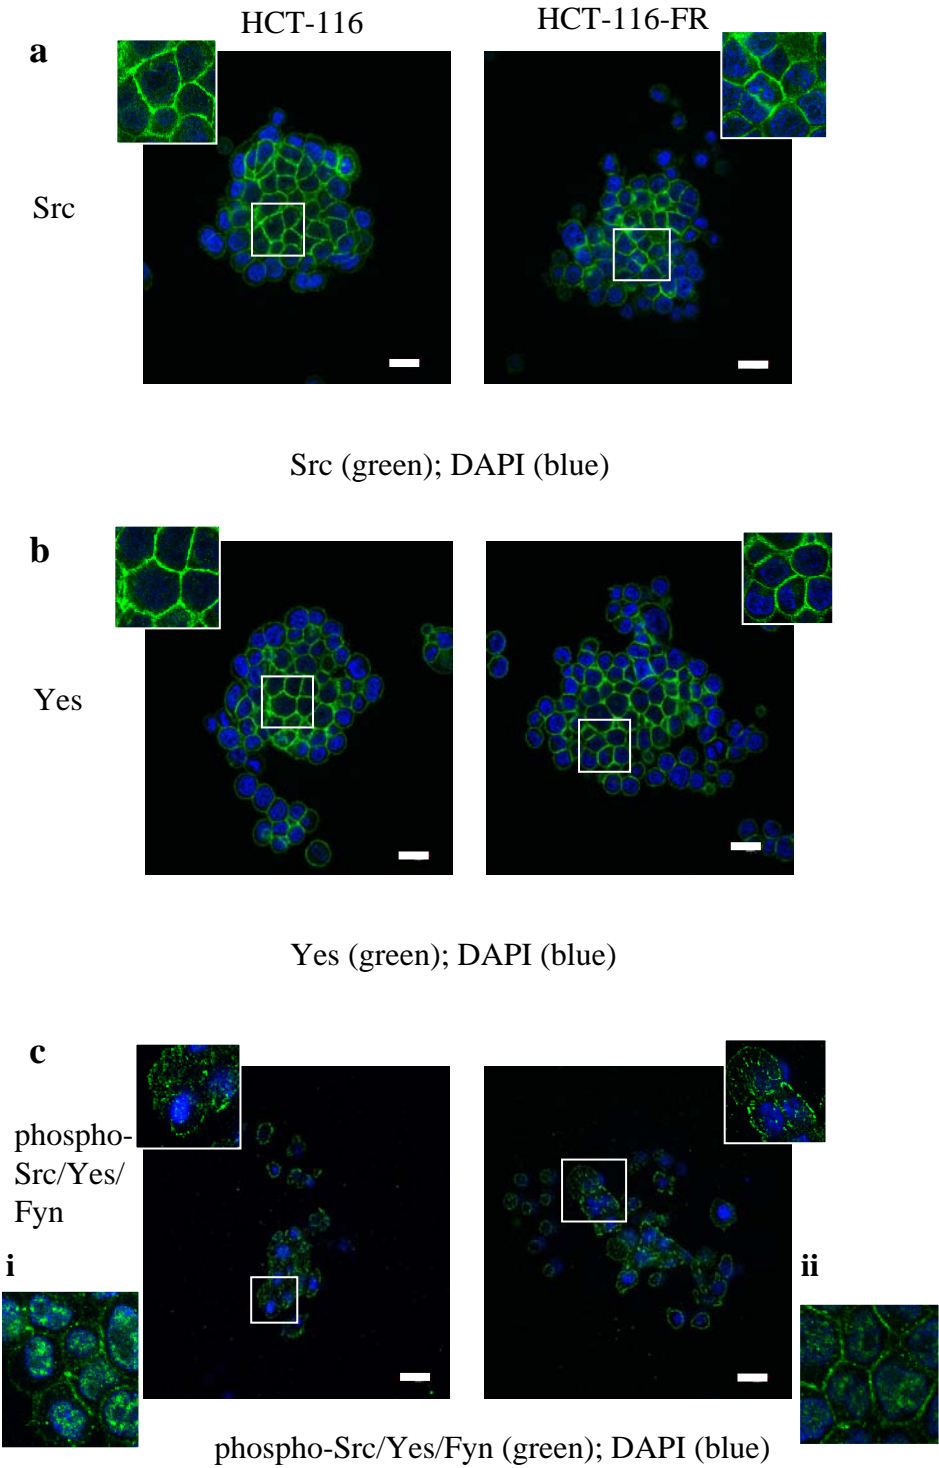 HCT-116
HCT-116-FR
a
Src
Src (green); DAPI (blue)
b
Yes
Yes (green); DAPI (blue)
c
phospho-
Src/Yes/
Fyn
i
ii
phospho-Src/Yes/Fyn (green); DAPI (blue)